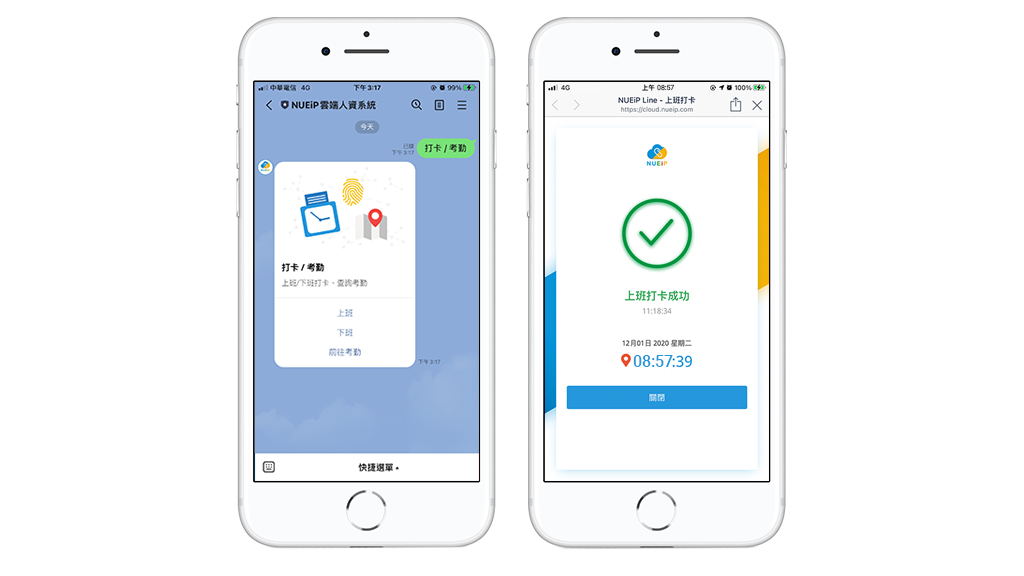 中華電信 4G 下午 3:17 99%
NUEiP雲端人資系統
今天
已讀
下午 3:17
打卡 / 考勤
打卡 / 考勤
上班/下班打卡、查詢考勤
上班
下班
前往考勤
下午 3:17
快捷選單
4G 上午 08:57 100%
NUEiP Line - 上班打卡
https://cloud.nueip.com
NUEiP
上班打卡成功
11:18:34
12月01日 2020 星期二
08:57:39
關閉